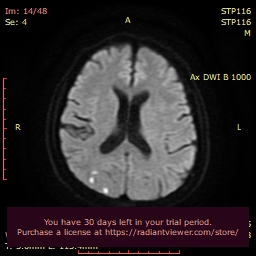 Im: 14/48
STP116
Se: 4
STP116
M
A
Ax DWI B 1000
R
L
You have 30 days left in your trial period.
Purchase a license at https://radiantviewer.com/store/